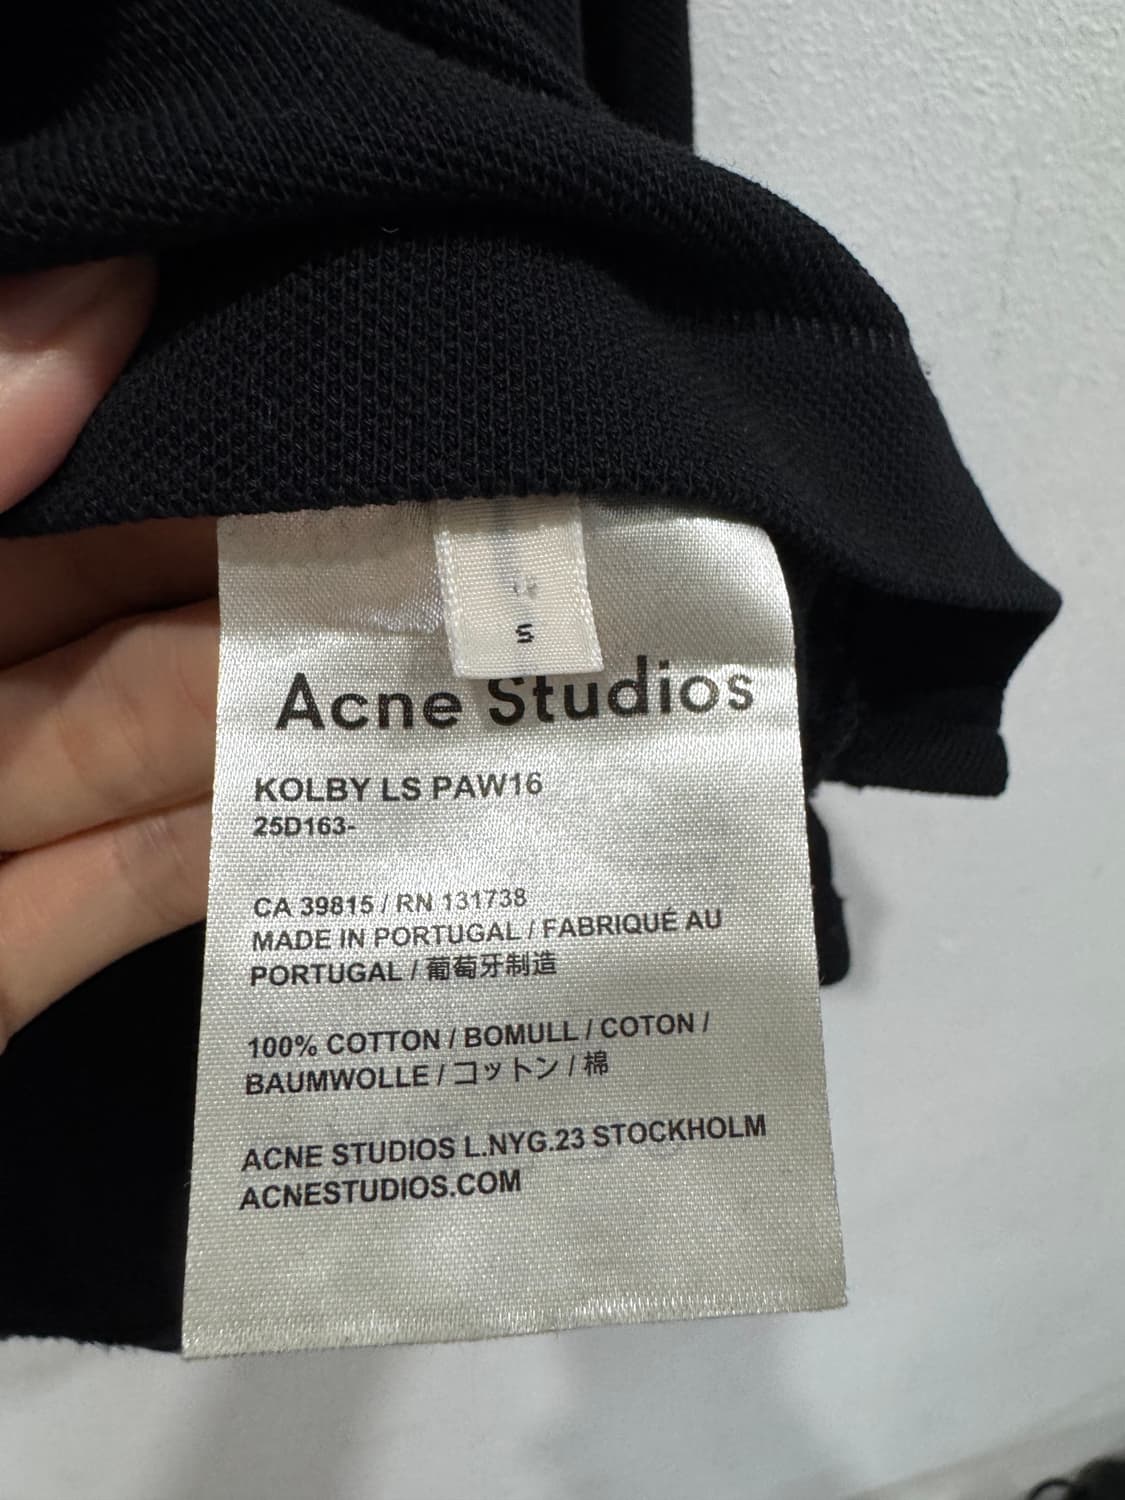 S
Acne Studios
KOLBY LS PAW16
25D163-
CA 39815 / RN 131738
MADE IN PORTUGAL / FABRIQUÉ AU
PORTUGAL / 葡萄牙制造
100% COTTON / BOMULL / COTON /
BAUMWOLLE / コットン / 棉
ACNE STUDIOS L.NYG.23 STOCKHOLM
ACNESTUDIOS.COM